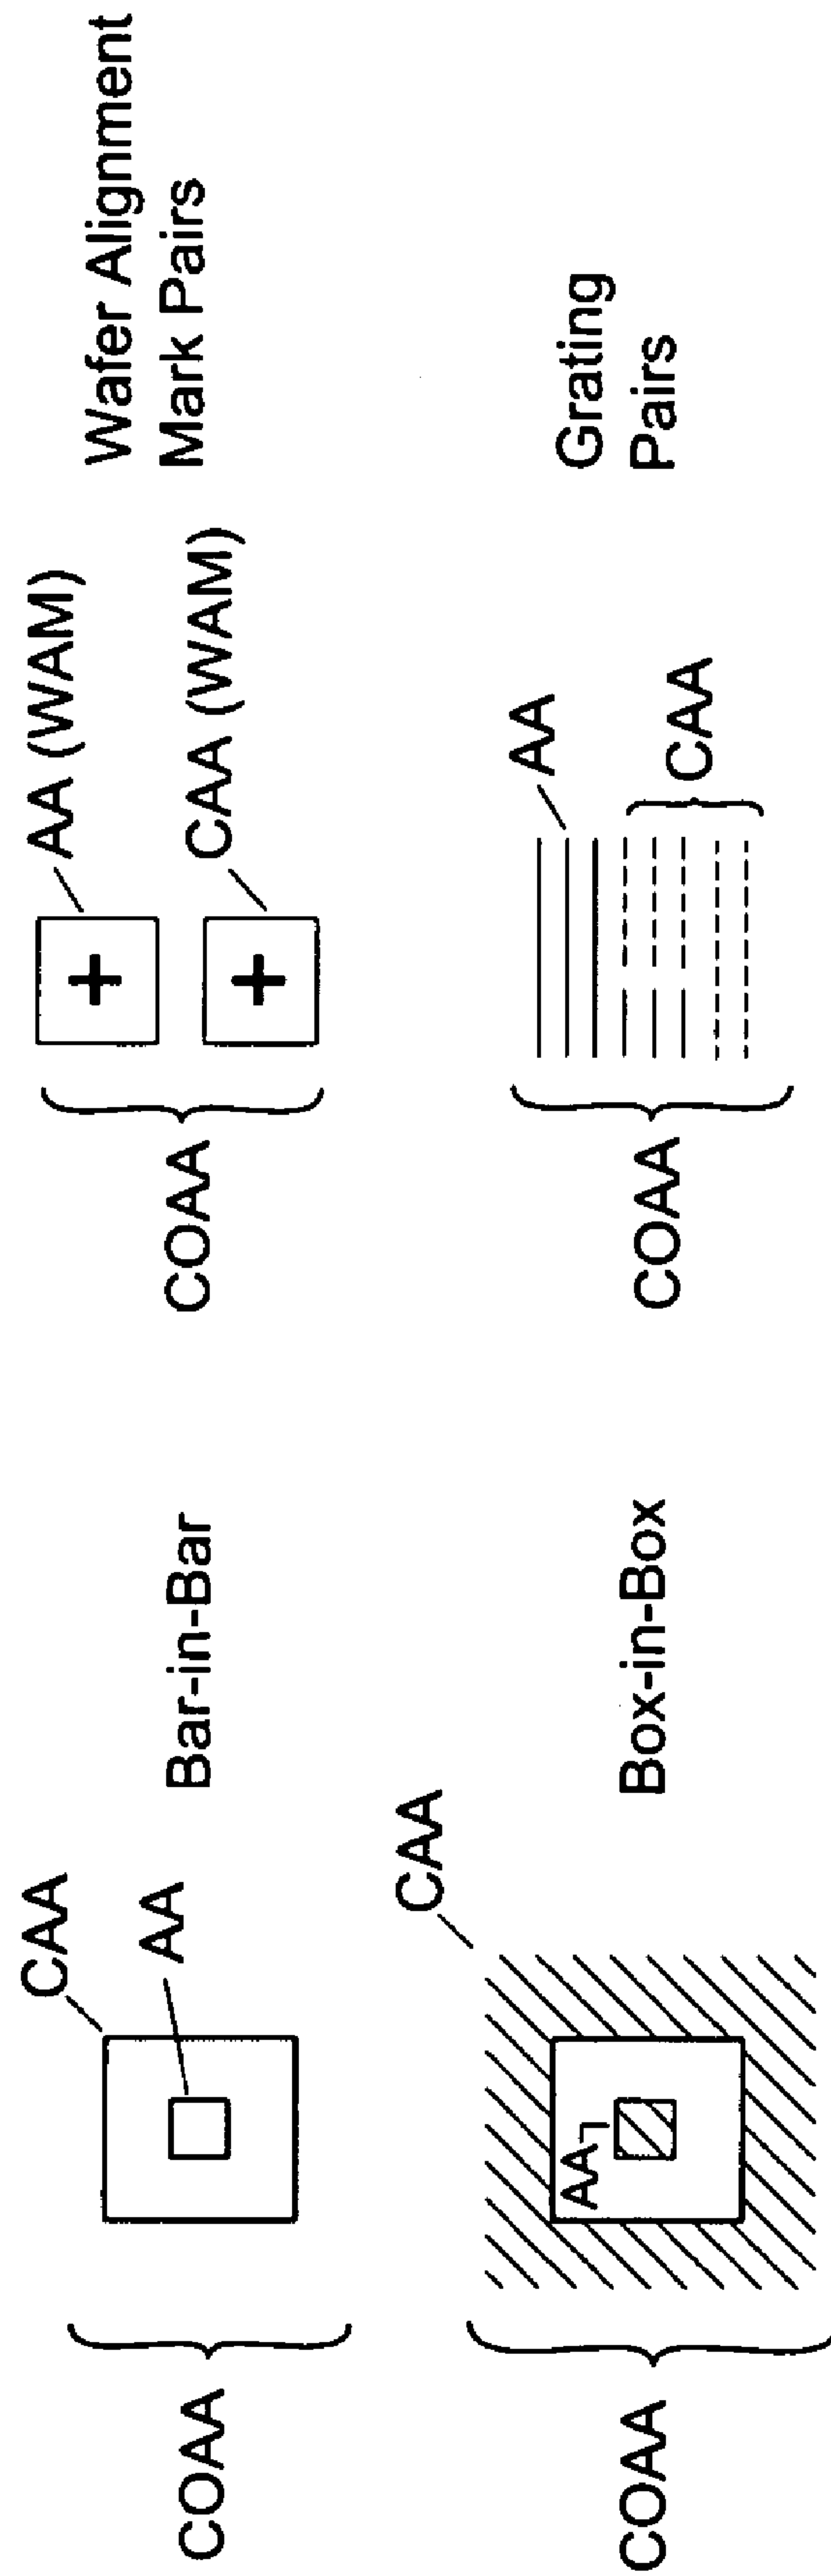 COAA
CAA
AA
Bar-in-Bar
COAA
AA (WAM)
CAA (WAM)
Wafer Alignment
Mark Pairs
COAA
AA
CAA
Box-in-Box
COAA
AA
CAA
Grating
Pairs